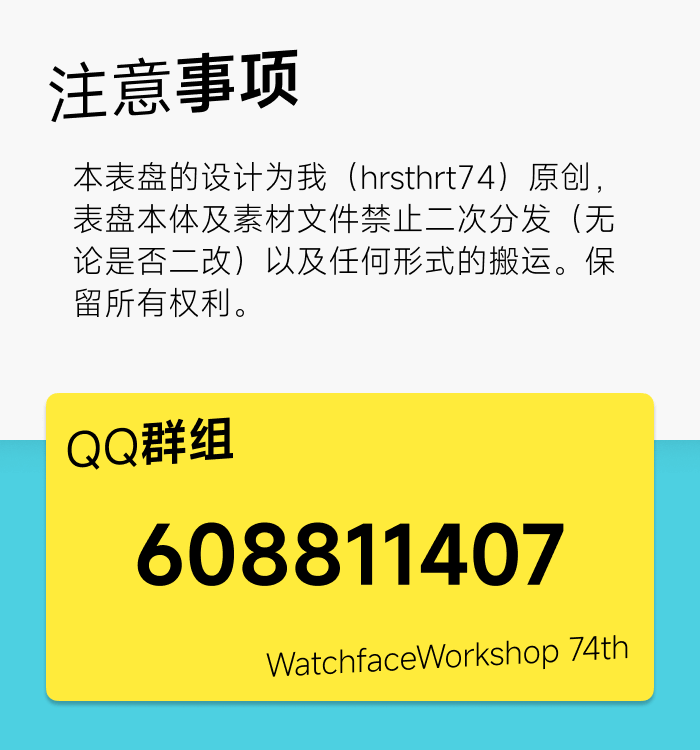 注意事项
本表盘的设计为我（hrsthrt74）原创，
表盘本体及素材文件禁止二次分发（无
论是否二改）以及任何形式的搬运。保
留所有权利。
QQ群组
608811407
WatchfaceWorkshop 74th